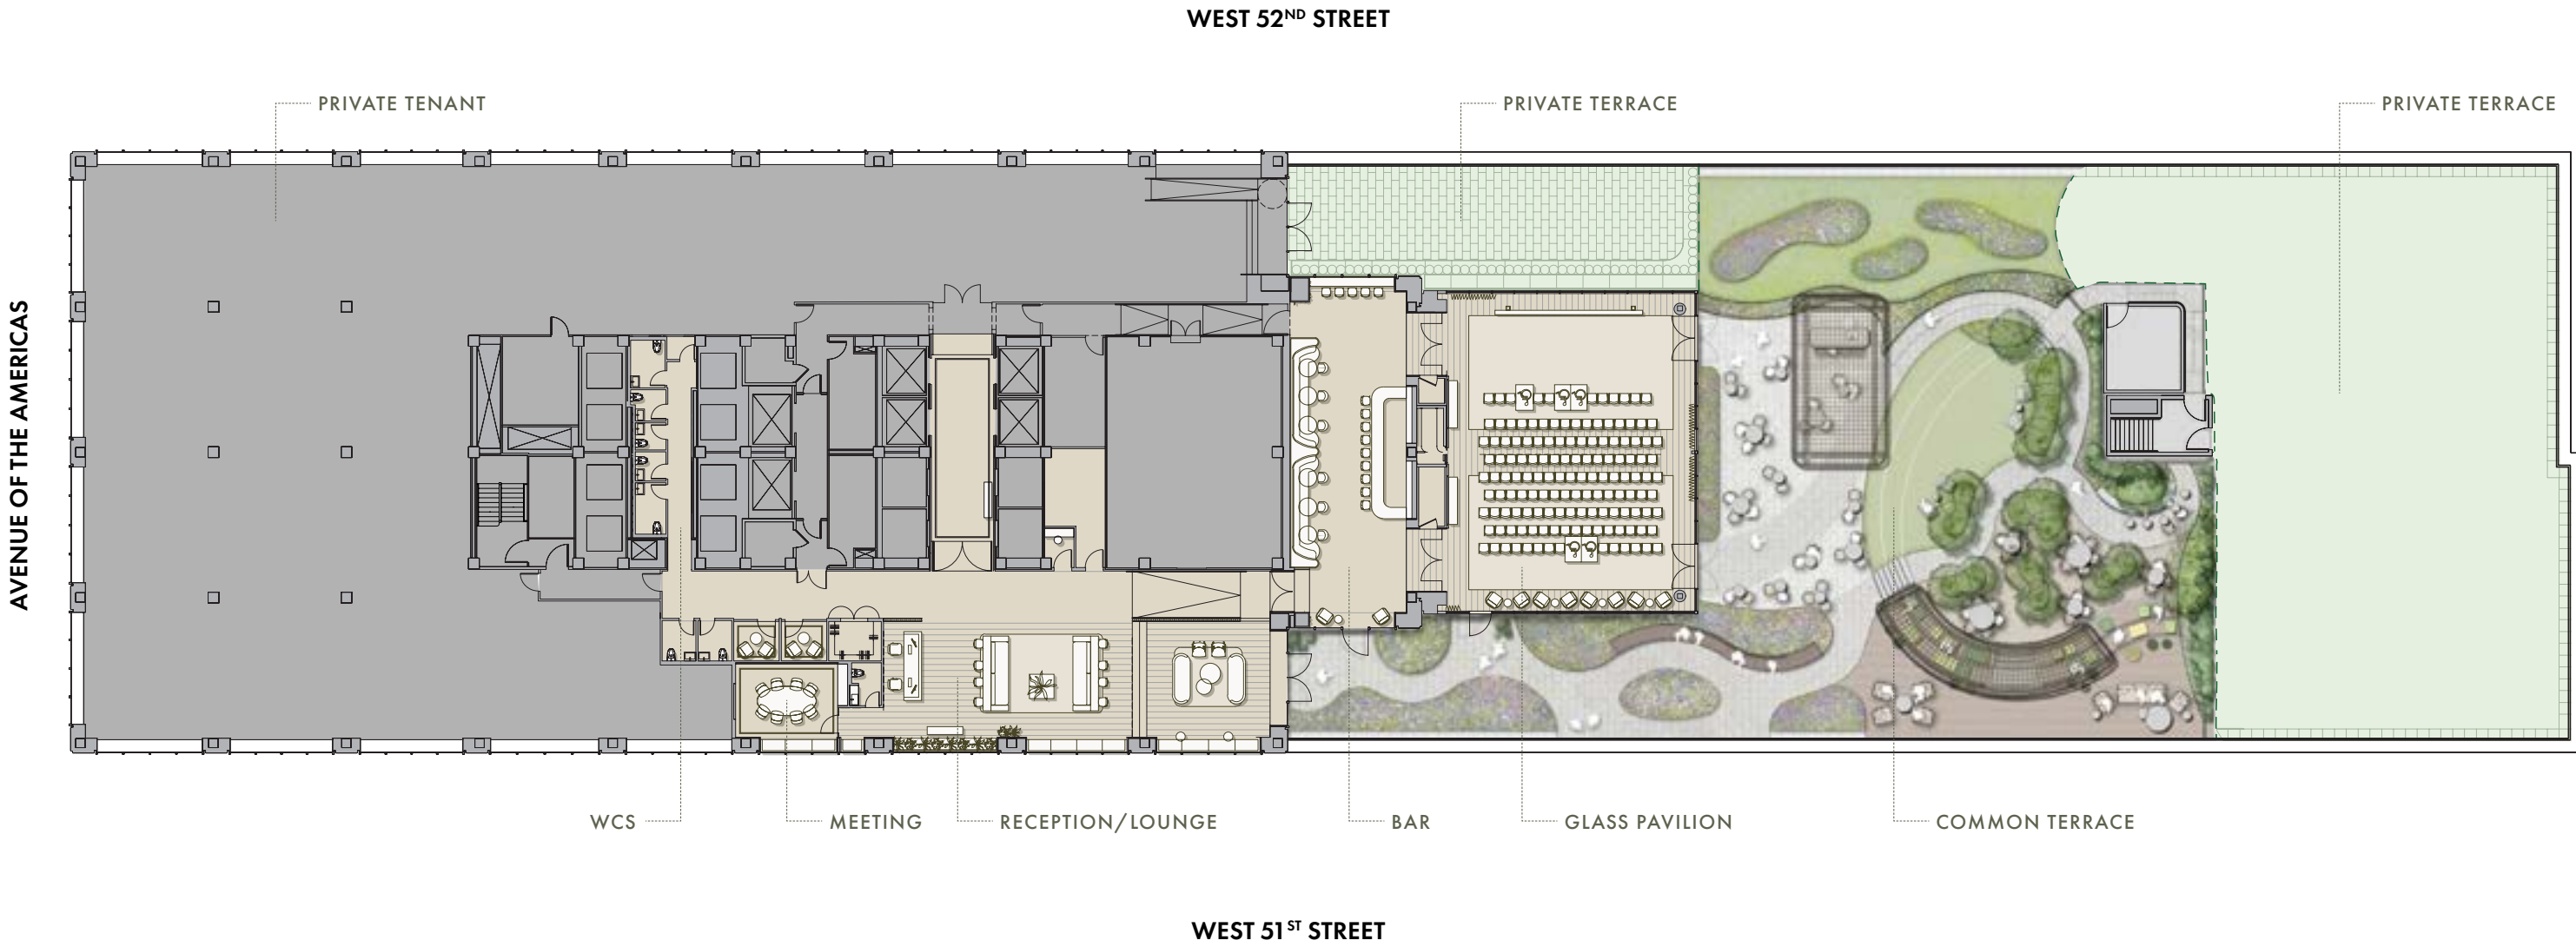 WEST 52ND STREET
PRIVATE TENANT
PRIVATE TERRACE
PRIVATE TERRACE
AVENUE OF THE AMERICAS
WCS
MEETING
RECEPTION/LOUNGE
BAR
GLASS PAVILION
COMMON TERRACE
WEST 51ST STREET